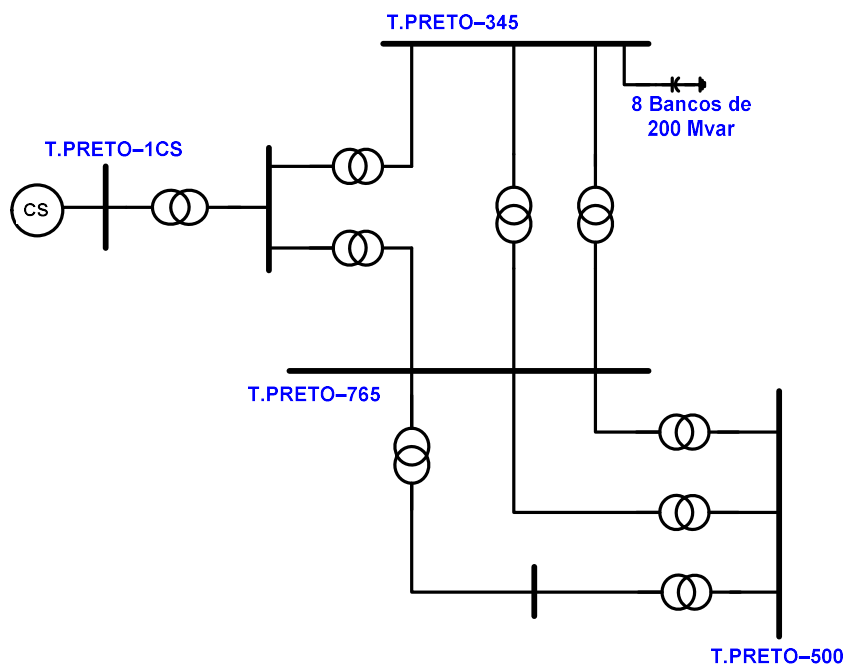 T.PRETO–345
8 Bancos de
200 Mvar
T.PRETO–1CS
CS
T.PRETO–765
T.PRETO–500